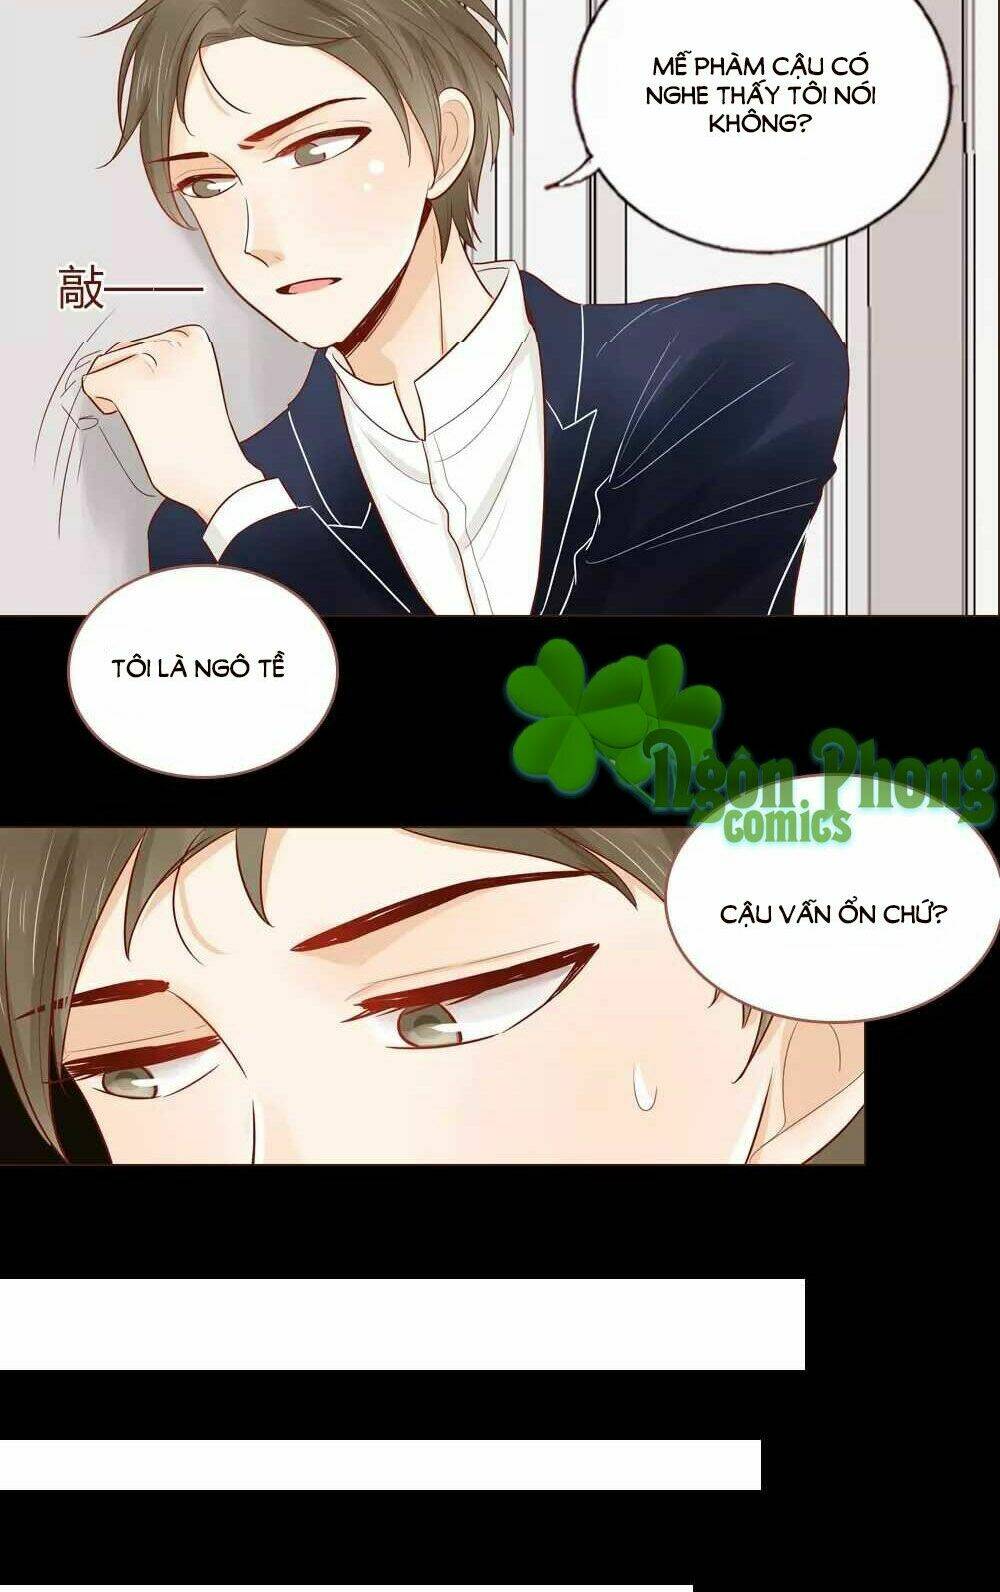 MỄ PHÀM CẬU CÓ
NGHE THẤY TÔI NÓI
KHÔNG?
敲——
TÔI LÀ NGÔ TỀ
Ngôn.Phong
comics
CẬU VẪN ỔN CHỨ?